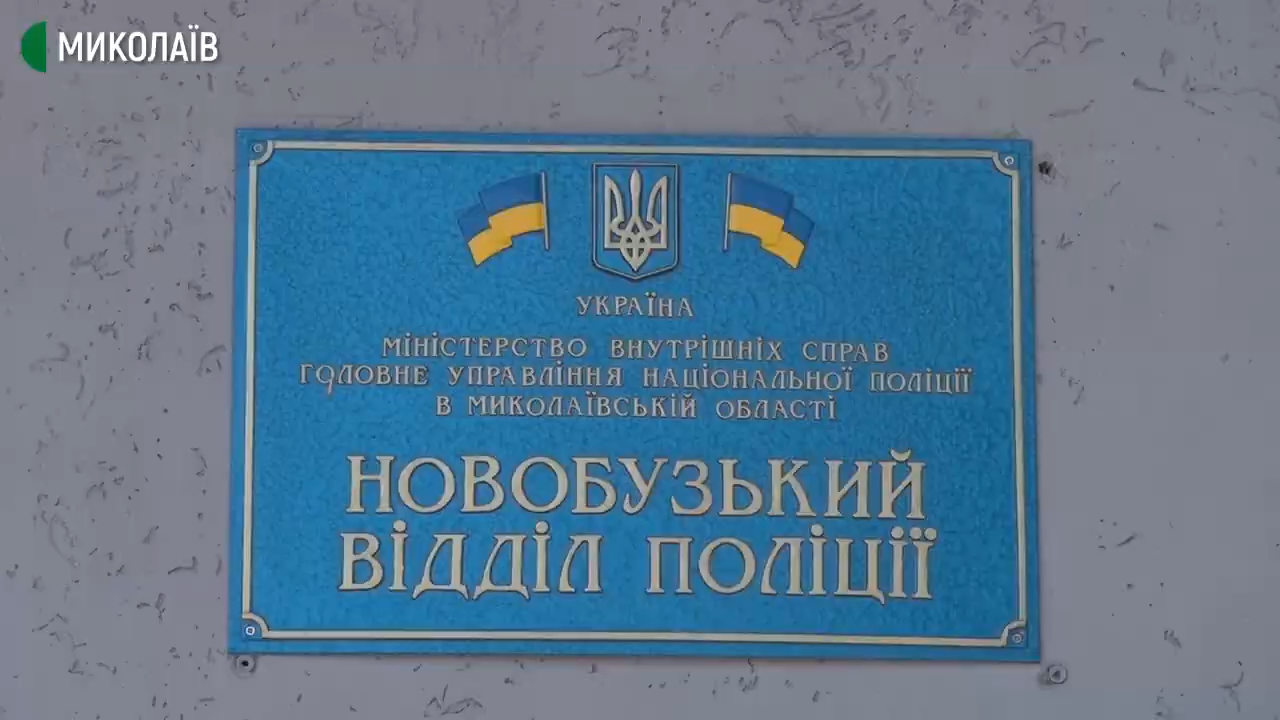 МИКОЛАЇВ
УКРАЇНА
МІНІСТЕРСТВО ВНУТРІШНІХ СПРАВ
ГОЛОВНЕ УПРАВЛІННЯ НАЦІОНАЛЬНОЇ ПОЛІЦІЇ
В МИКОЛАЇВСЬКІЙ ОБЛАСТІ
НОВОБУЗЬКИЙ
ВІДДІЛ ПОЛІЦІЇ